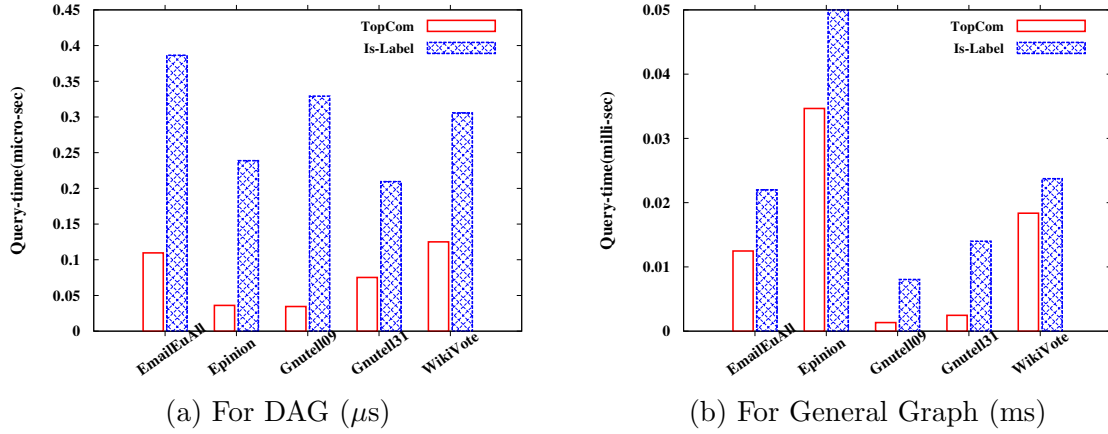 0.45
0.4
0.35
0.3
0.25
0.2
0.15
0.1
0.05
0
Query-time(micro-sec)
TopCom
Is-Label
EmailEuAll
Epinion
Gnutell09
Gnutell31
WikiVote
(a) For DAG (μs)
0.05
0.04
0.03
0.02
0.01
0
Query-time(milli-sec)
TopCom
Is-Label
EmailEuAll
Epinion
Gnutell09
Gnutell31
WikiVote
(b) For General Graph (ms)